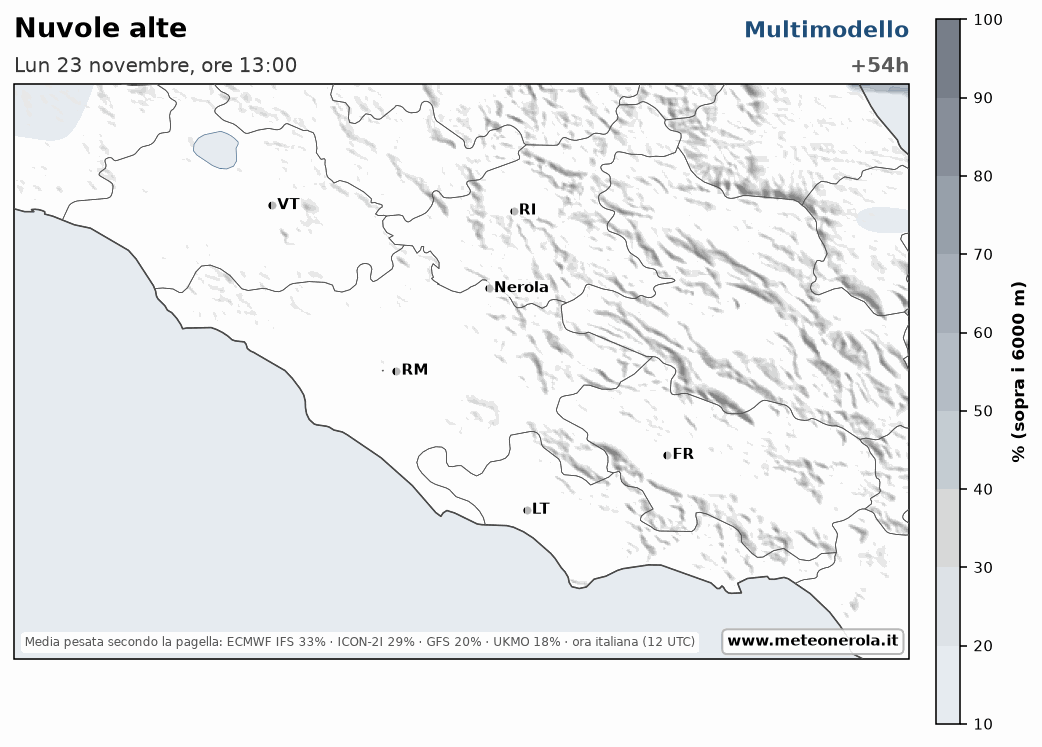 Nuvole alte
Multimodello
Lun 23 novembre, ore 13:00
+54h
100
90
80
70
60
50
40
30
20
10
% (sopra i 6000 m)
VT
RI
Nerola
RM
FR
LT
Media pesata secondo la pagella: ECMWF IFS 33% · ICON-2I 29% · GFS 20% · UKMO 18% · ora italiana (12 UTC)
www.meteonerola.it